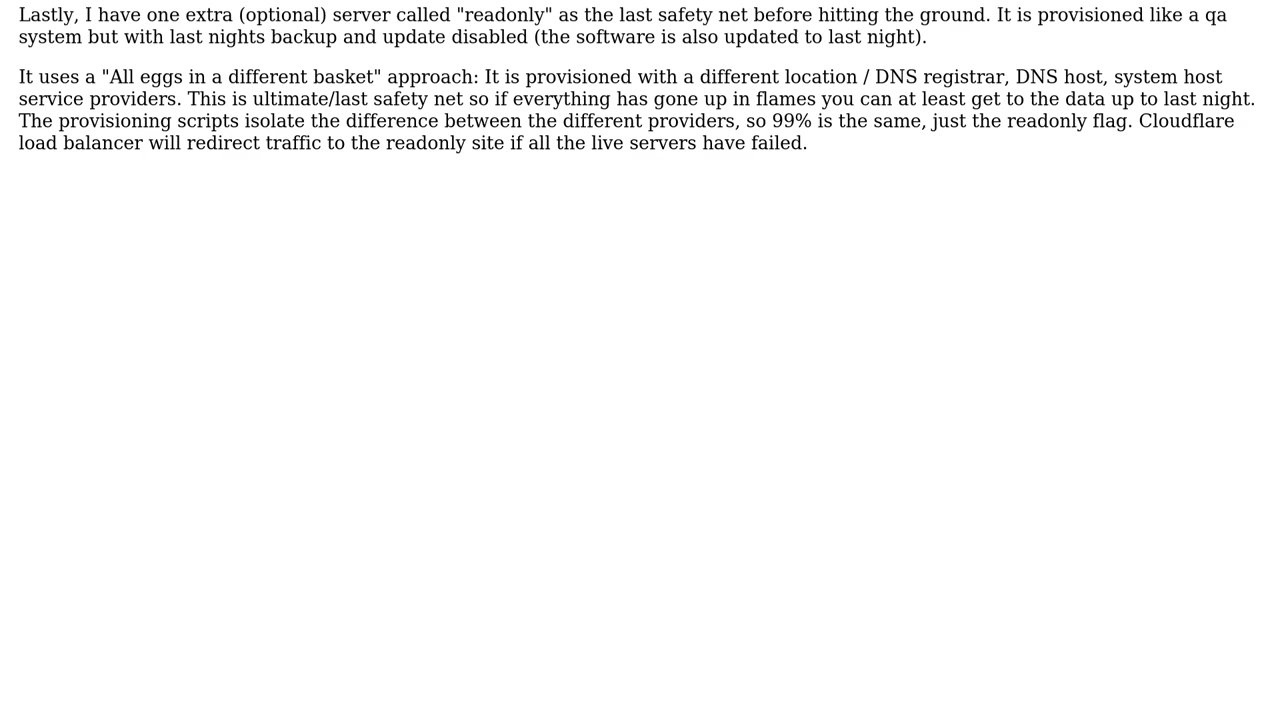 Lastly, I have one extra (optional) server called "readonly" as the last safety net before hitting the ground. It is provisioned like a qa
system but with last nights backup and update disabled (the software is also updated to last night).
It uses a "All eggs in a different basket" approach: It is provisioned with a different location / DNS registrar, DNS host, system host
service providers. This is ultimate/last safety net so if everything has gone up in flames you can at least get to the data up to last night.
The provisioning scripts isolate the difference between the different providers, so 99% is the same, just the readonly flag. Cloudflare
load balancer will redirect traffic to the readonly site if all the live servers have failed.